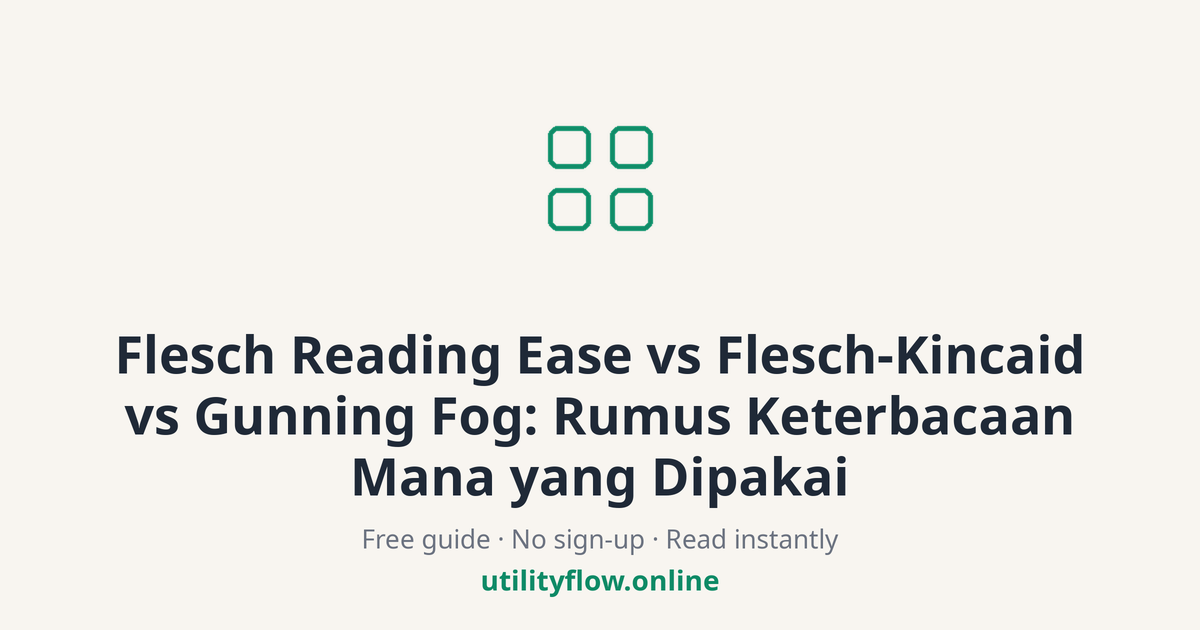 Flesch Reading Ease vs Flesch-Kincaid
vs Gunning Fog: Rumus Keterbacaan
Mana yang Dipakai
Free guide · No sign-up · Read instantly
utilityflow.online